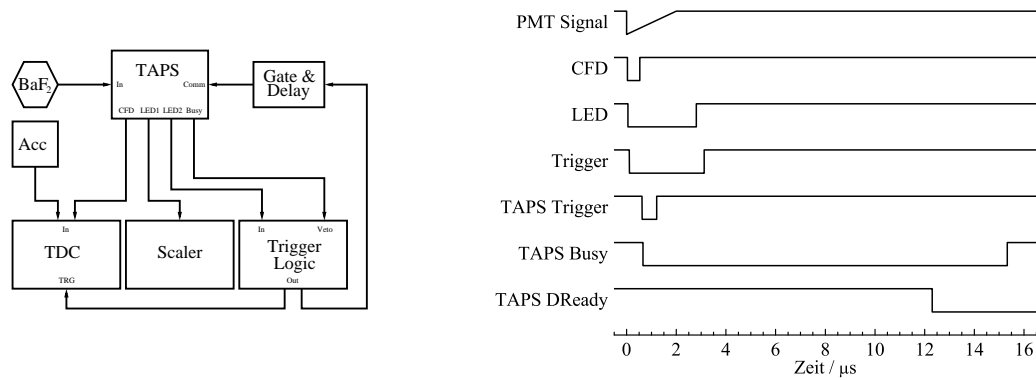 BaF2
TAPS
In
Comm
CFD LED1 LED2 Busy
Gate &
Delay
Acc
In
TDC
TRG
Scaler
In Veto
Trigger
Logic
Out
PMT Signal
CFD
LED
Trigger
TAPS Trigger
TAPS Busy
TAPS DReady
0 2 4 6 8 10 12 14 16
Zeit / μs